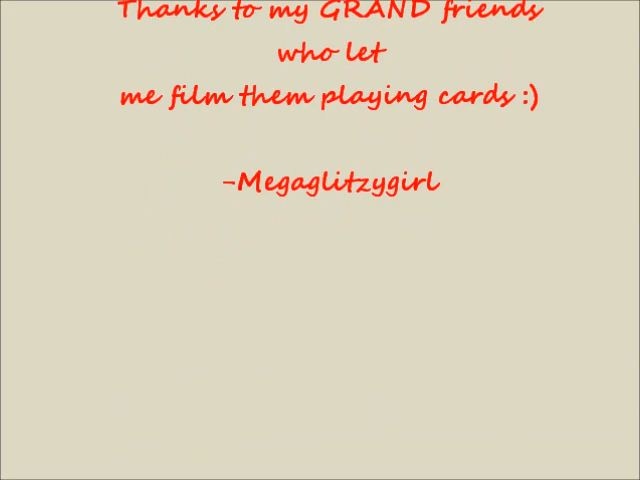 Thanks to my GRAND friends
who let
me film them playing cards :)
-Megaglitzygirl